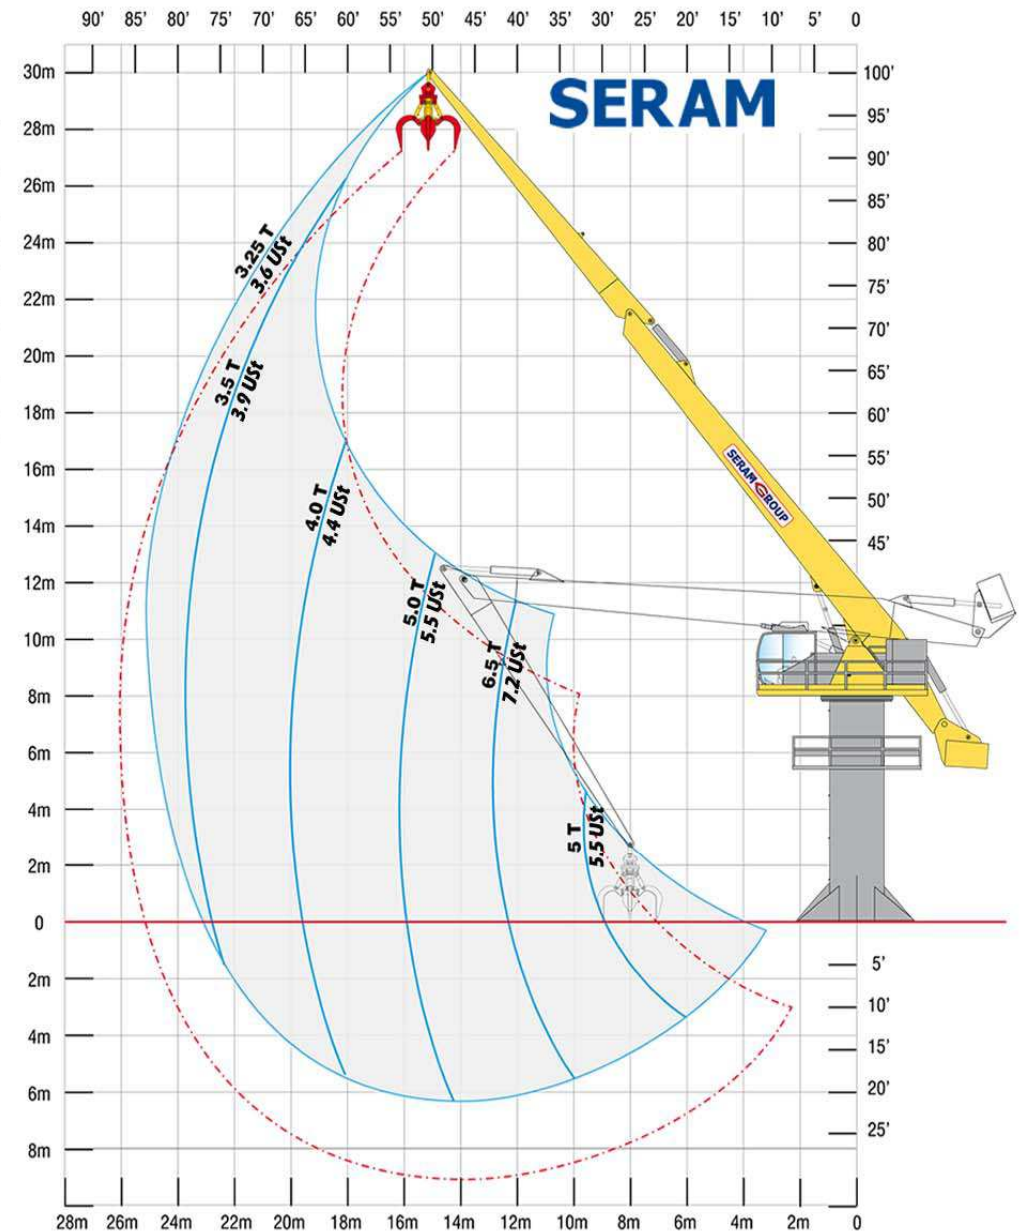 90' 85' 80' 75' 70' 65' 60' 55' 50' 45' 40' 35' 30' 25' 20' 15' 10' 5' 0
30m
28m
26m
24m
22m
20m
18m
16m
14m
12m
10m
8m
6m
4m
2m
0
2m
4m
6m
8m
SERAM
3.25 T
3.6 USt
3.5 T
3.9 USt
4.0 T
4.4 USt
5.0 T
5.5 USt
6.5 T
7.2 USt
5 T
5.5 USt
SERAM GROUP
100'
95'
90'
85'
80'
75'
70'
65'
60'
55'
50'
45'
5'
10'
15'
20'
25'
28m 26m 24m 22m 20m 18m 16m 14m 12m 10m 8m 6m 4m 2m 0